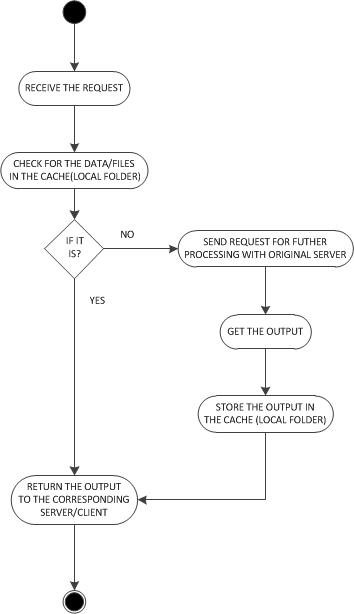 RECEIVE THE REQUEST
CHECK FOR THE DATA/FILES
IN THE CACHE(LOCAL FOLDER)
IF IT
IS?
NO
SEND REQUEST FOR FUTHER
PROCESSING WITH ORIGINAL SERVER
YES
GET THE OUTPUT
STORE THE OUTPUT IN
THE CACHE (LOCAL FOLDER)
RETURN THE OUTPUT
TO THE CORRESPONDING
SERVER/CLIENT